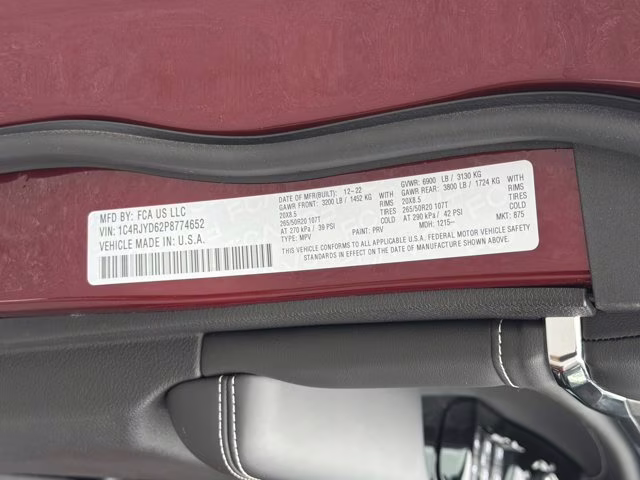 MFD BY: FCA US LLC
VIN: 1C4RJYD62P8774652
VEHICLE MADE IN: U.S.A.
DATE OF MFR(BUILT): 12-22
GAWR FRONT: 3200 LB / 1452 KG WITH
20X8.5
265/50R20 107T RIMS
AT 270 kPa / 39 PSI COLD
TYPE: MPV PAINT: PRV
GVWR: 6900 LB / 3130 KG
GAWR REAR: 3800 LB / 1724 KG WITH
20X8.5
265/50R20 107T
AT 290 kPa / 42 PSI COLD
MDH: 1215-- MKT: 875
THIS VEHICLE CONFORMS TO ALL APPLICABLE U.S.A. FEDERAL MOTOR VEHICLE SAFETY
STANDARDS IN EFFECT ON THE DATE OF MANUFACTURE SHOWN ABOVE